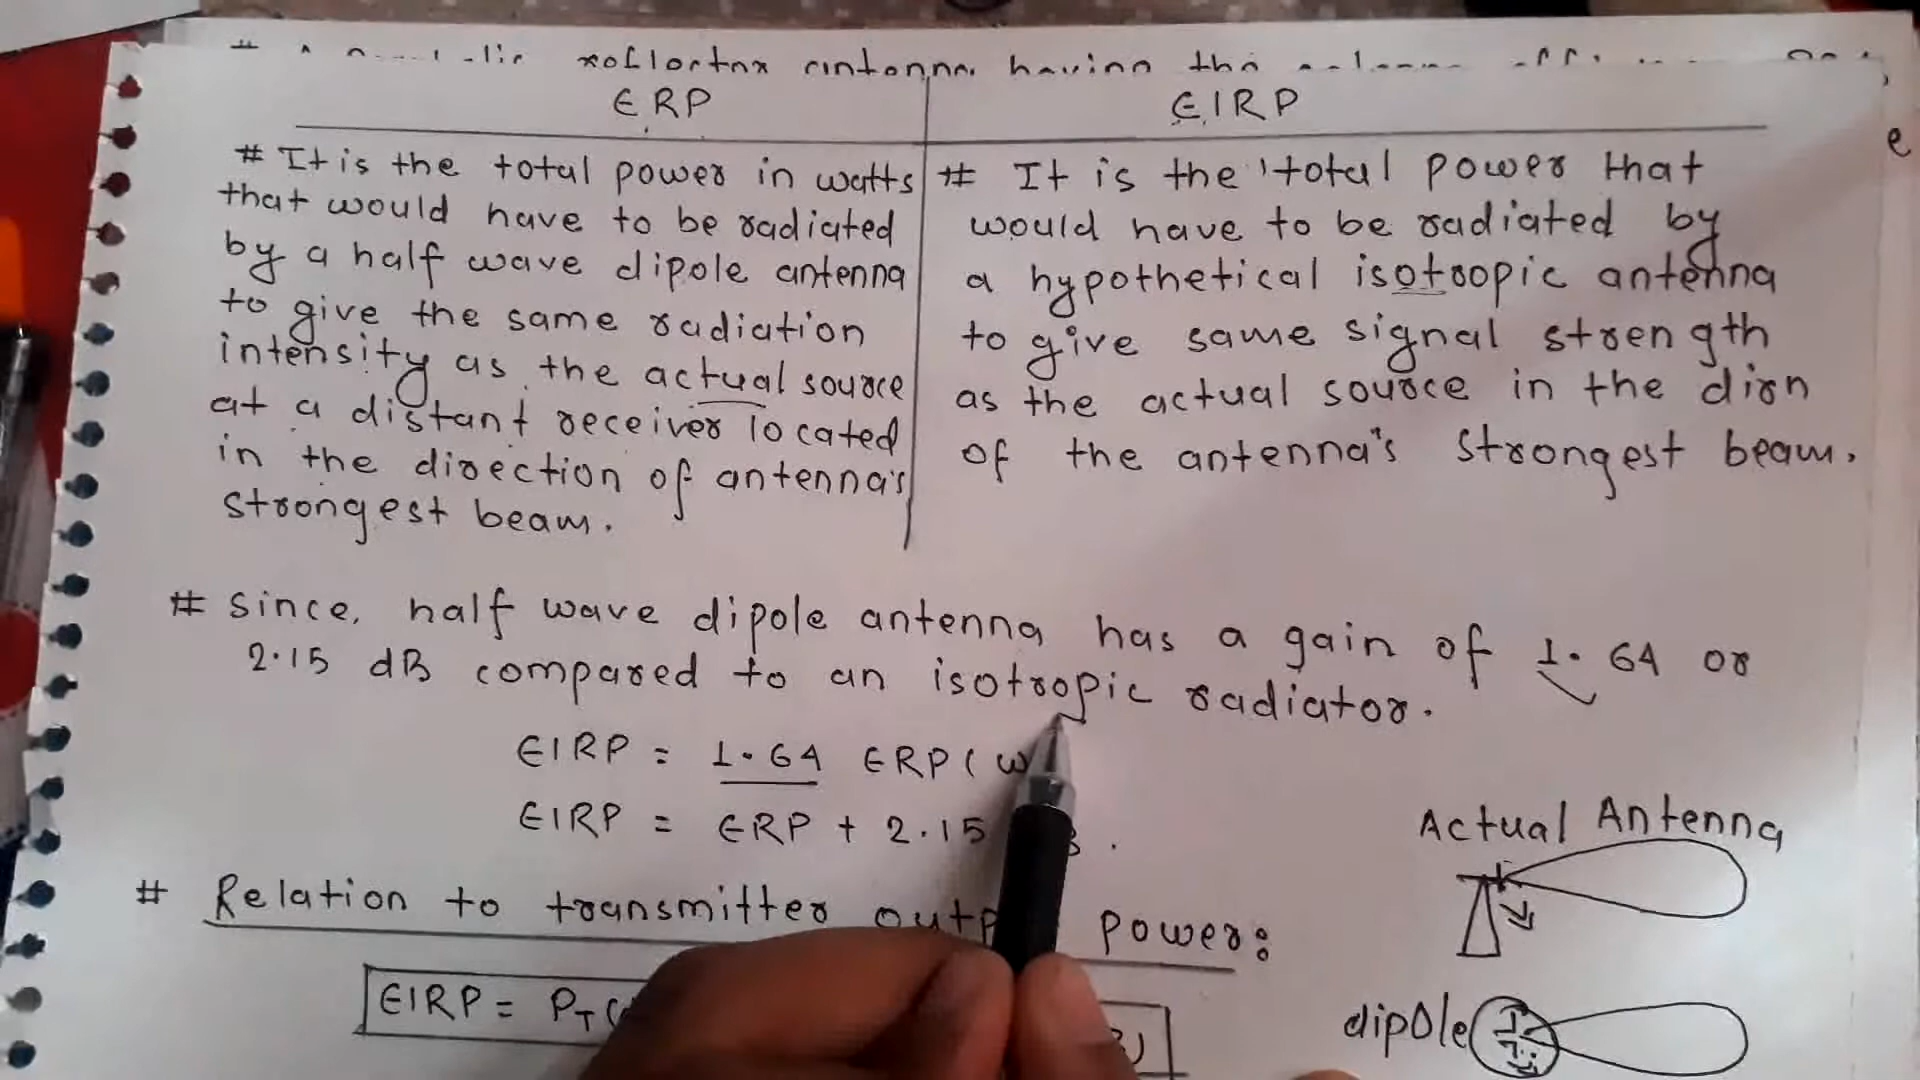 ERP
EIRP
# It is the total power in watts
that would have to be radiated
by a half wave dipole antenna
to give the same radiation
intensity as the actual source
at a distant receiver located
in the direction of antenna's
strongest beam.
# It is the total power that
would have to be radiated by
a hypothetical isotropic antenna
to give same signal strength
as the actual source in the dirn
of the antenna's strongest beam.
# Since, half wave dipole antenna has a gain of 1.64 or
2.15 dB compared to an isotropic radiator.
EIRP = 1.64 ERP (W
EIRP = ERP + 2.15
# Relation to transmitter outp power:
EIRP = PT (
Actual Antenna
dipole